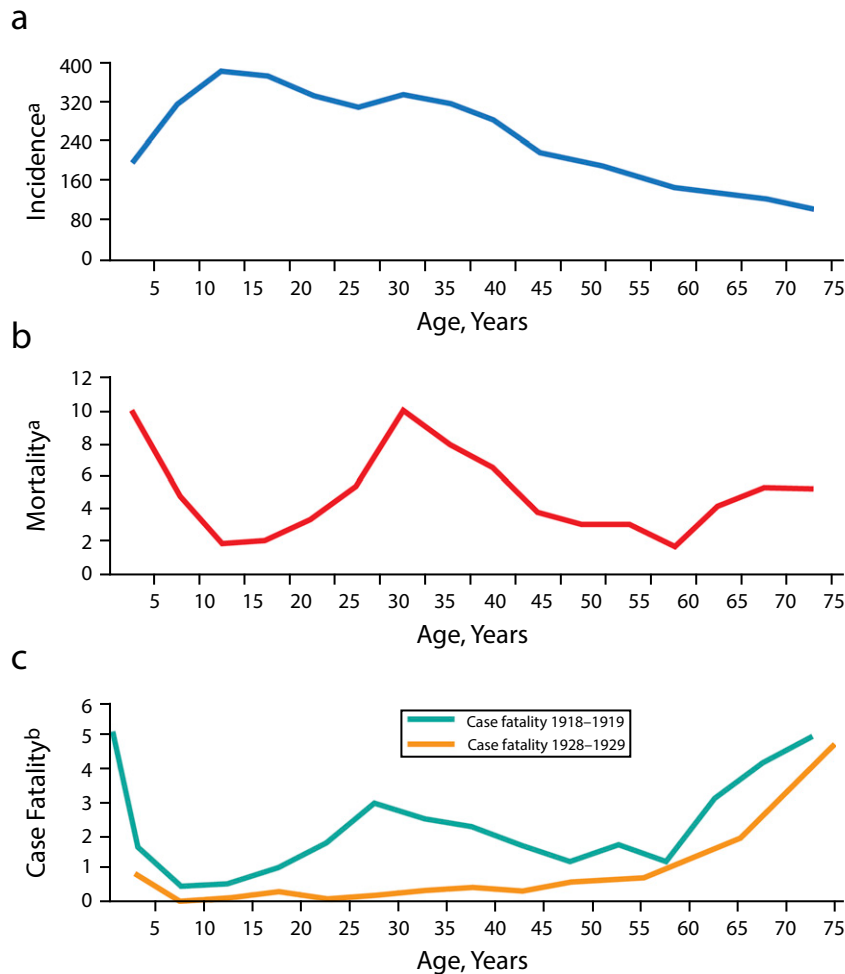 a
400
320
240
160
80
0
Incidenceᵃ
5 10 15 20 25 30 35 40 45 50 55 60 65 70 75
Age, Years
b
12
10
8
6
4
2
0
Mortalityᵃ
5 10 15 20 25 30 35 40 45 50 55 60 65 70 75
Age, Years
c
6
5
4
3
2
1
0
Case Fatalityᵇ
Case fatality 1918–1919
Case fatality 1928–1929
5 10 15 20 25 30 35 40 45 50 55 60 65 70 75
Age, Years